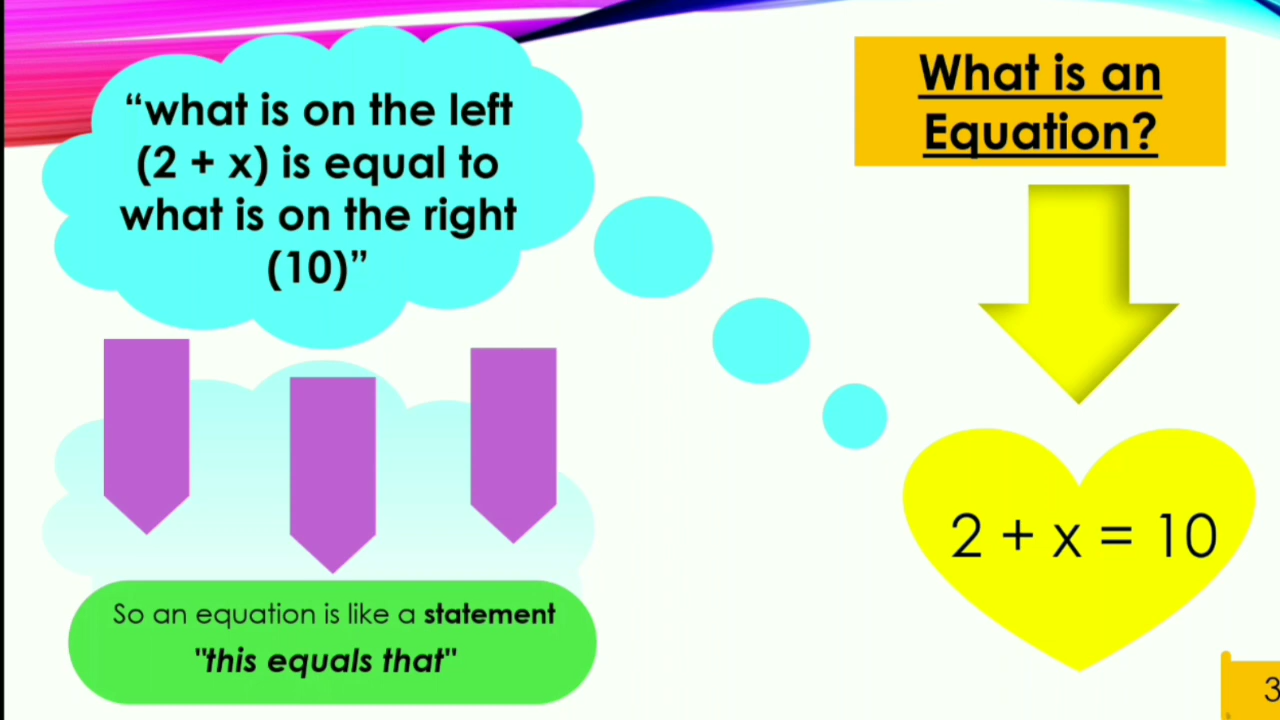 What is an
Equation?
“what is on the left
(2 + x) is equal to
what is on the right
(10)”
2 + x = 10
So an equation is like a statement
"this equals that"
3